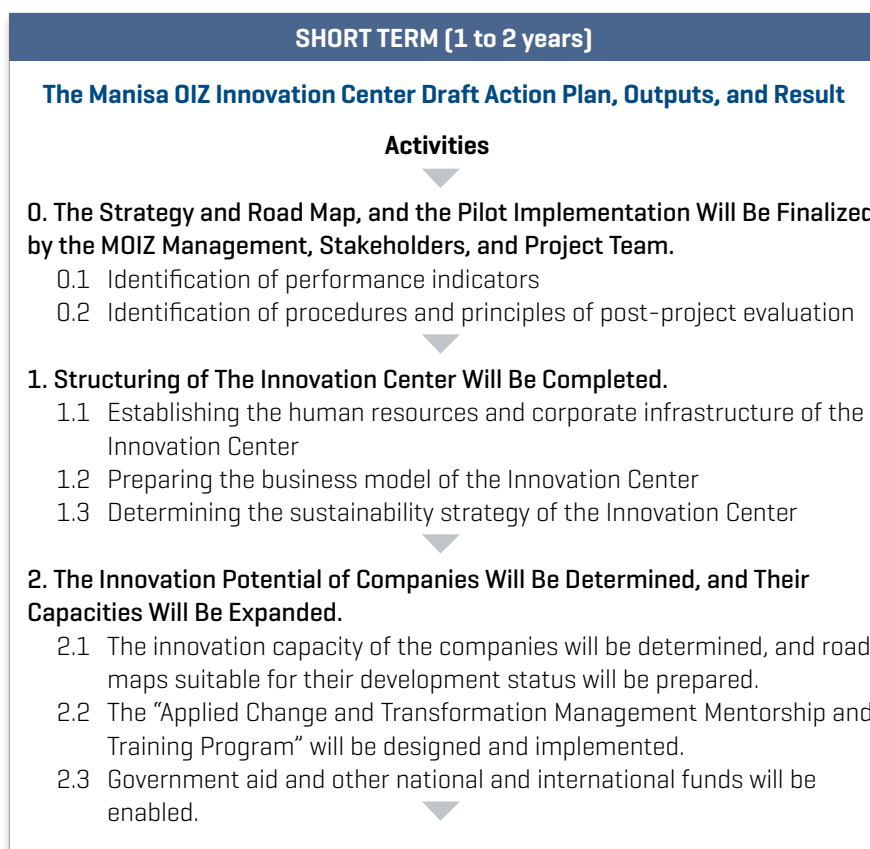 SHORT TERM (1 to 2 years)
The Manisa OIZ Innovation Center Draft Action Plan, Outputs, and Result
Activities
0. The Strategy and Road Map, and the Pilot Implementation Will Be Finalized
by the MOIZ Management, Stakeholders, and Project Team.
0.1 Identification of performance indicators
0.2 Identification of procedures and principles of post-project evaluation
1. Structuring of The Innovation Center Will Be Completed.
1.1 Establishing the human resources and corporate infrastructure of the
Innovation Center
1.2 Preparing the business model of the Innovation Center
1.3 Determining the sustainability strategy of the Innovation Center
2. The Innovation Potential of Companies Will Be Determined, and Their
Capacities Will Be Expanded.
2.1 The innovation capacity of the companies will be determined, and road
maps suitable for their development status will be prepared.
2.2 The “Applied Change and Transformation Management Mentorship and
Training Program” will be designed and implemented.
2.3 Government aid and other national and international funds will be
enabled.